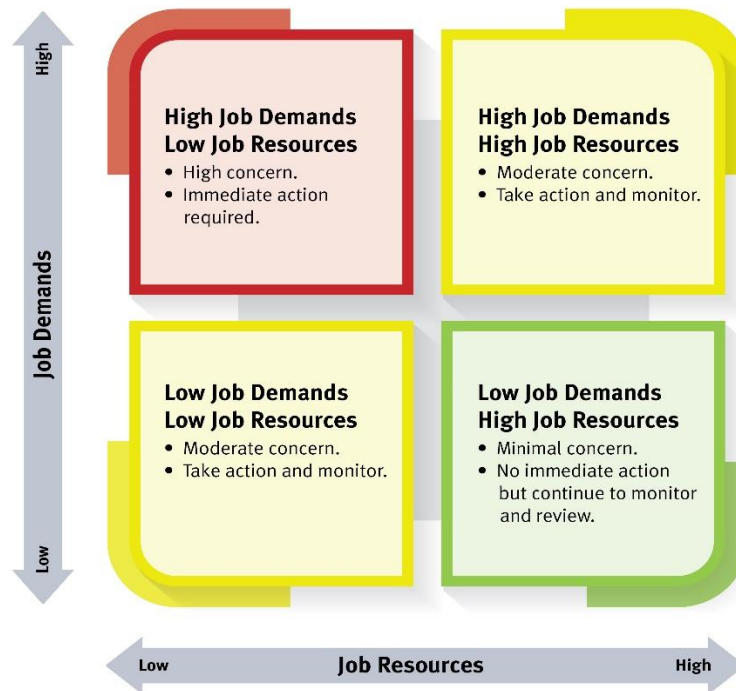 High
High Job Demands
Low Job Resources
• High concern.
• Immediate action
required.
High Job Demands
High Job Resources
• Moderate concern.
• Take action and monitor.
Job Demands
Low Job Demands
Low Job Resources
• Moderate concern.
• Take action and monitor.
Low Job Demands
High Job Resources
• Minimal concern.
• No immediate action
but continue to monitor
and review.
Low
Low
Job Resources
High